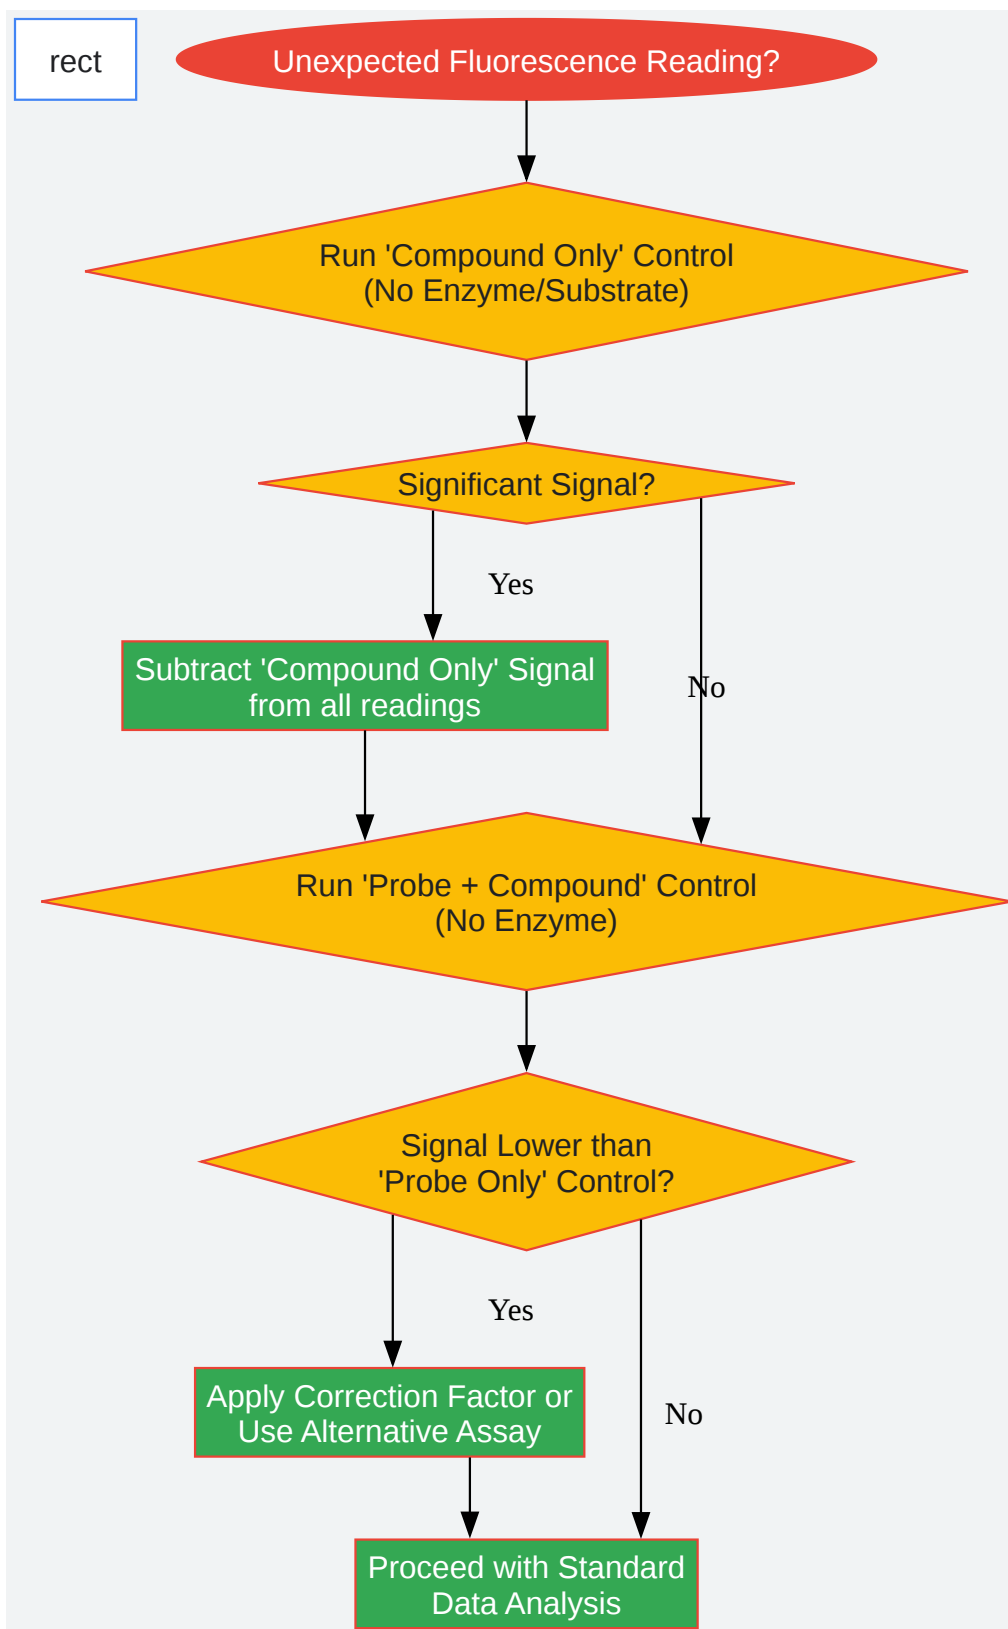 rect
Unexpected Fluorescence Reading?
Run 'Compound Only' Control
(No Enzyme/Substrate)
Significant Signal?
Yes
Subtract 'Compound Only' Signal
from all readings
No
Run 'Probe + Compound' Control
(No Enzyme)
Signal Lower than
'Probe Only' Control?
Yes
Apply Correction Factor or
Use Alternative Assay
No
Proceed with Standard
Data Analysis